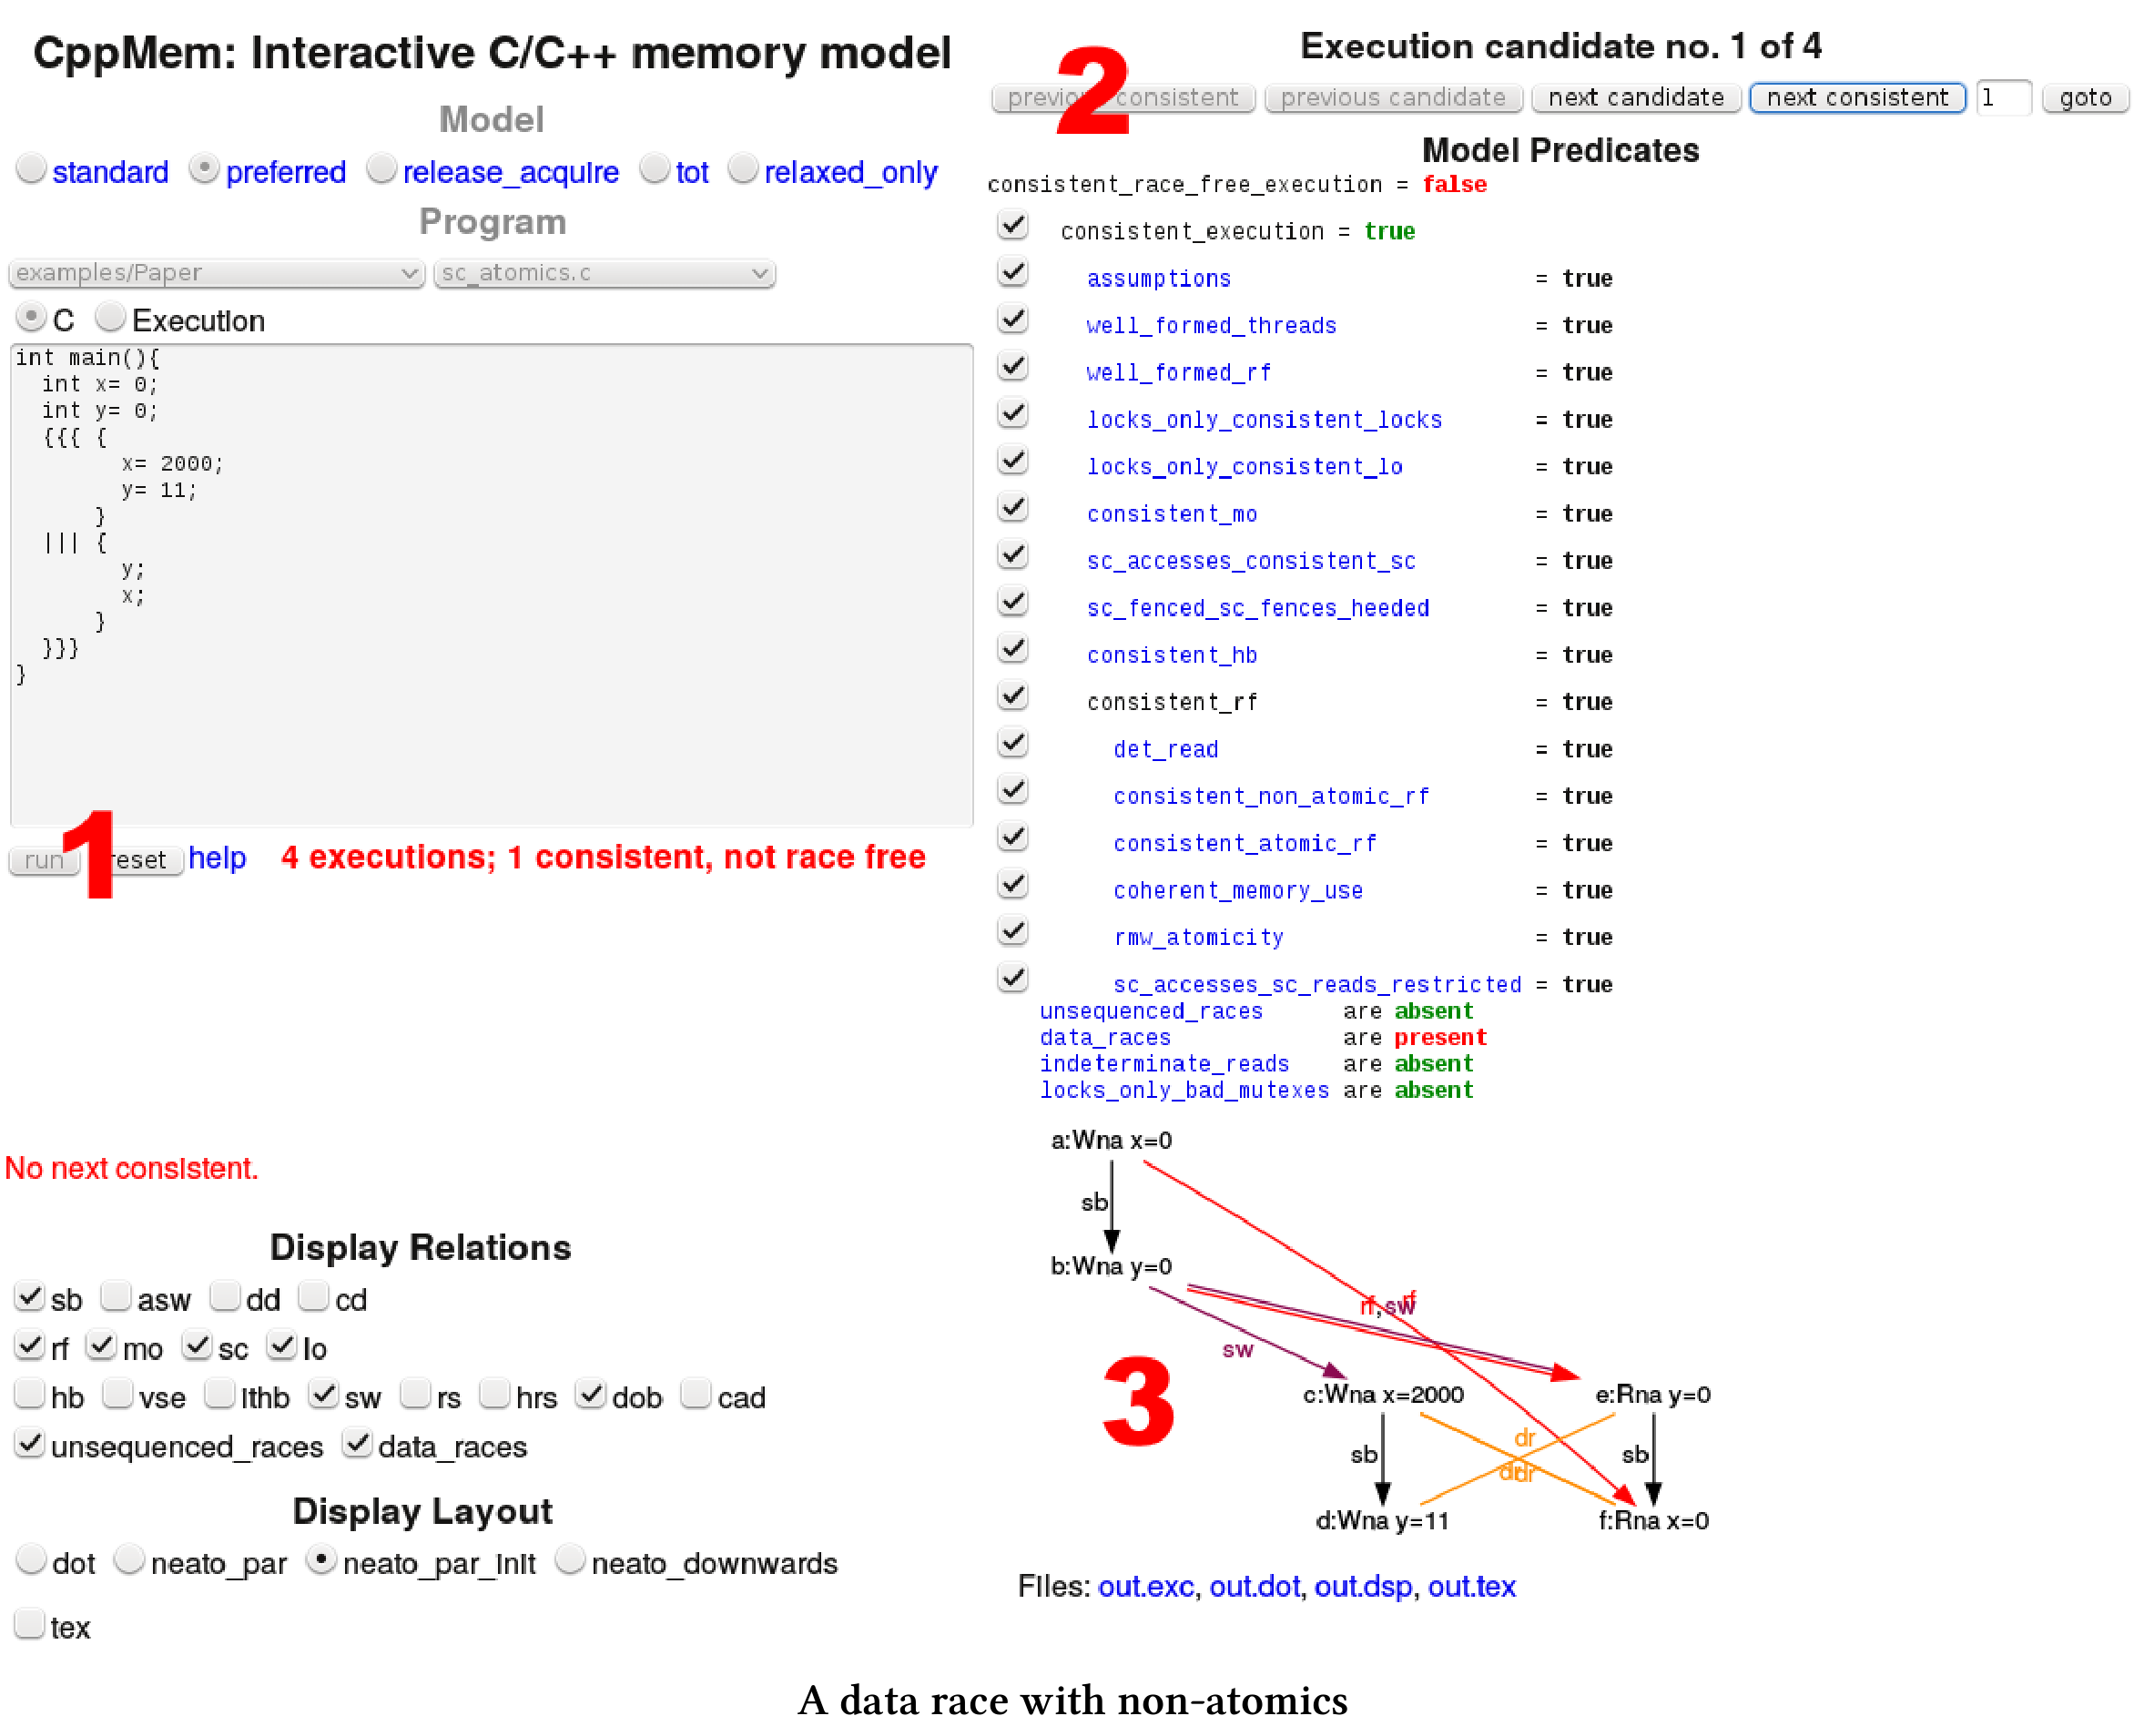 CppMem: Interactive C/C++ memory model
Model
standard preferred release_acquire tot relaxed_only
Program
examples/Paper sc_atomics.c
C Execution
int main(){
  int x= 0;
  int y= 0;
  {{{ {
        x= 2000;
        y= 11;
      }
  ||| {
        y;
        x;
      }
  }}}
}
1
run reset help 4 executions; 1 consistent, not race free
No next consistent.
Display Relations
sb asw dd cd
rf mo sc lo
hb vse ithb sw rs hrs dob cad
unsequenced_races data_races
Display Layout
dot neato_par neato_par_init neato_downwards
tex
2
Execution candidate no. 1 of 4
previous consistent previous candidate next candidate next consistent 1 goto
Model Predicates
consistent_race_free_execution = false
consistent_execution = true
assumptions = true
well_formed_threads = true
well_formed_rf = true
locks_only_consistent_locks = true
locks_only_consistent_lo = true
consistent_mo = true
sc_accesses_consistent_sc = true
sc_fenced_sc_fences_heeded = true
consistent_hb = true
consistent_rf = true
det_read = true
consistent_non_atomic_rf = true
consistent_atomic_rf = true
coherent_memory_use = true
rmw_atomicity = true
sc_accesses_sc_reads_restricted = true
unsequenced_races are absent
data_races are present
indeterminate_reads are absent
locks_only_bad_mutexes are absent
a:Wna x=0
sb
b:Wna y=0
rf,sw
rf
sw
3
c:Wna x=2000 e:Rna y=0
dr
sb sb
dr
dr
d:Wna y=11 f:Rna x=0
Files: out.exc, out.dot, out.dsp, out.tex
A data race with non-atomics